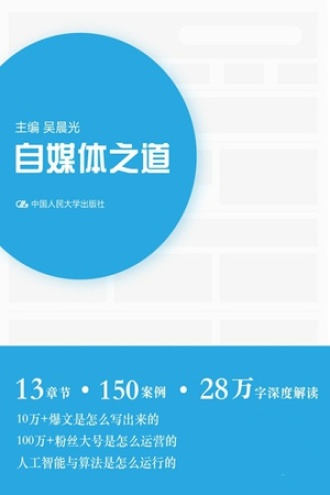 主编 吴晨光
自媒体之道
中国人民大学出版社
13章节 • 150案例 • 28万字深度解读
10万+爆文是怎么写出来的
100万+粉丝大号是怎么运营的
人工智能与算法是怎么运行的